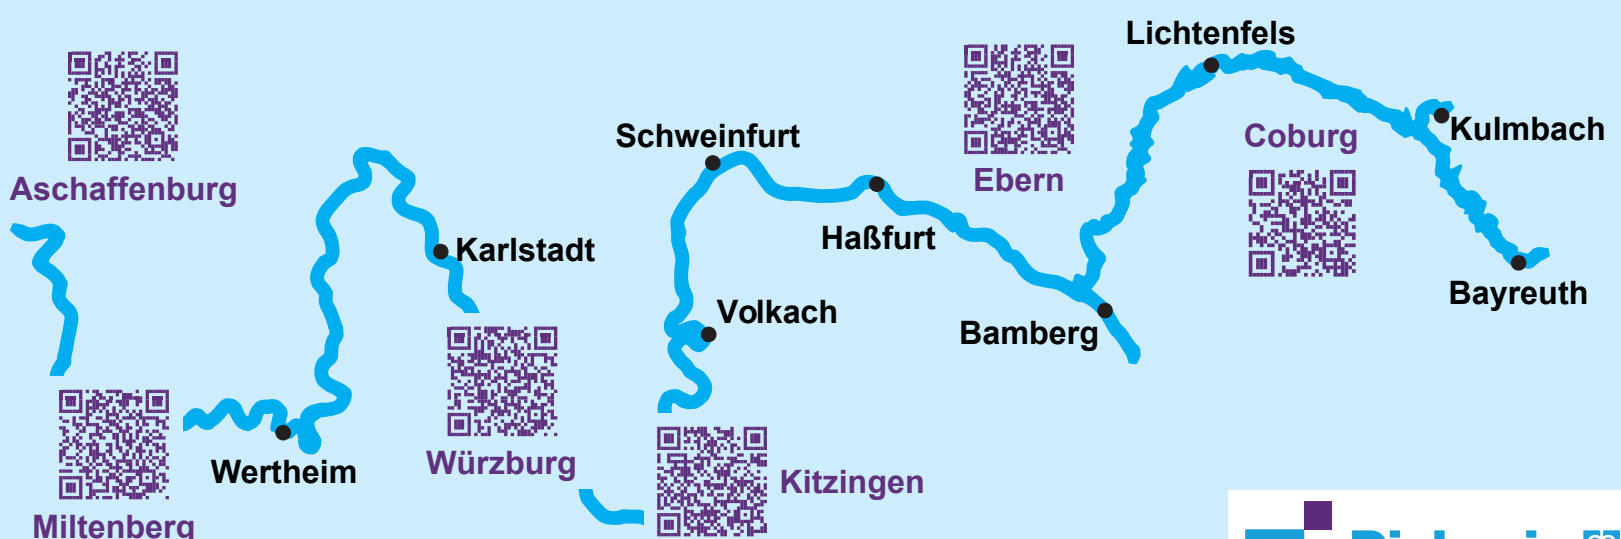 Lichtenfels
Schweinfurt
Coburg
Kulmbach
Aschaffenburg
Ebern
Karlstadt
Haßfurt
Volkach
Bamberg
Bayreuth
Wertheim
Würzburg
Kitzingen
Miltenberg